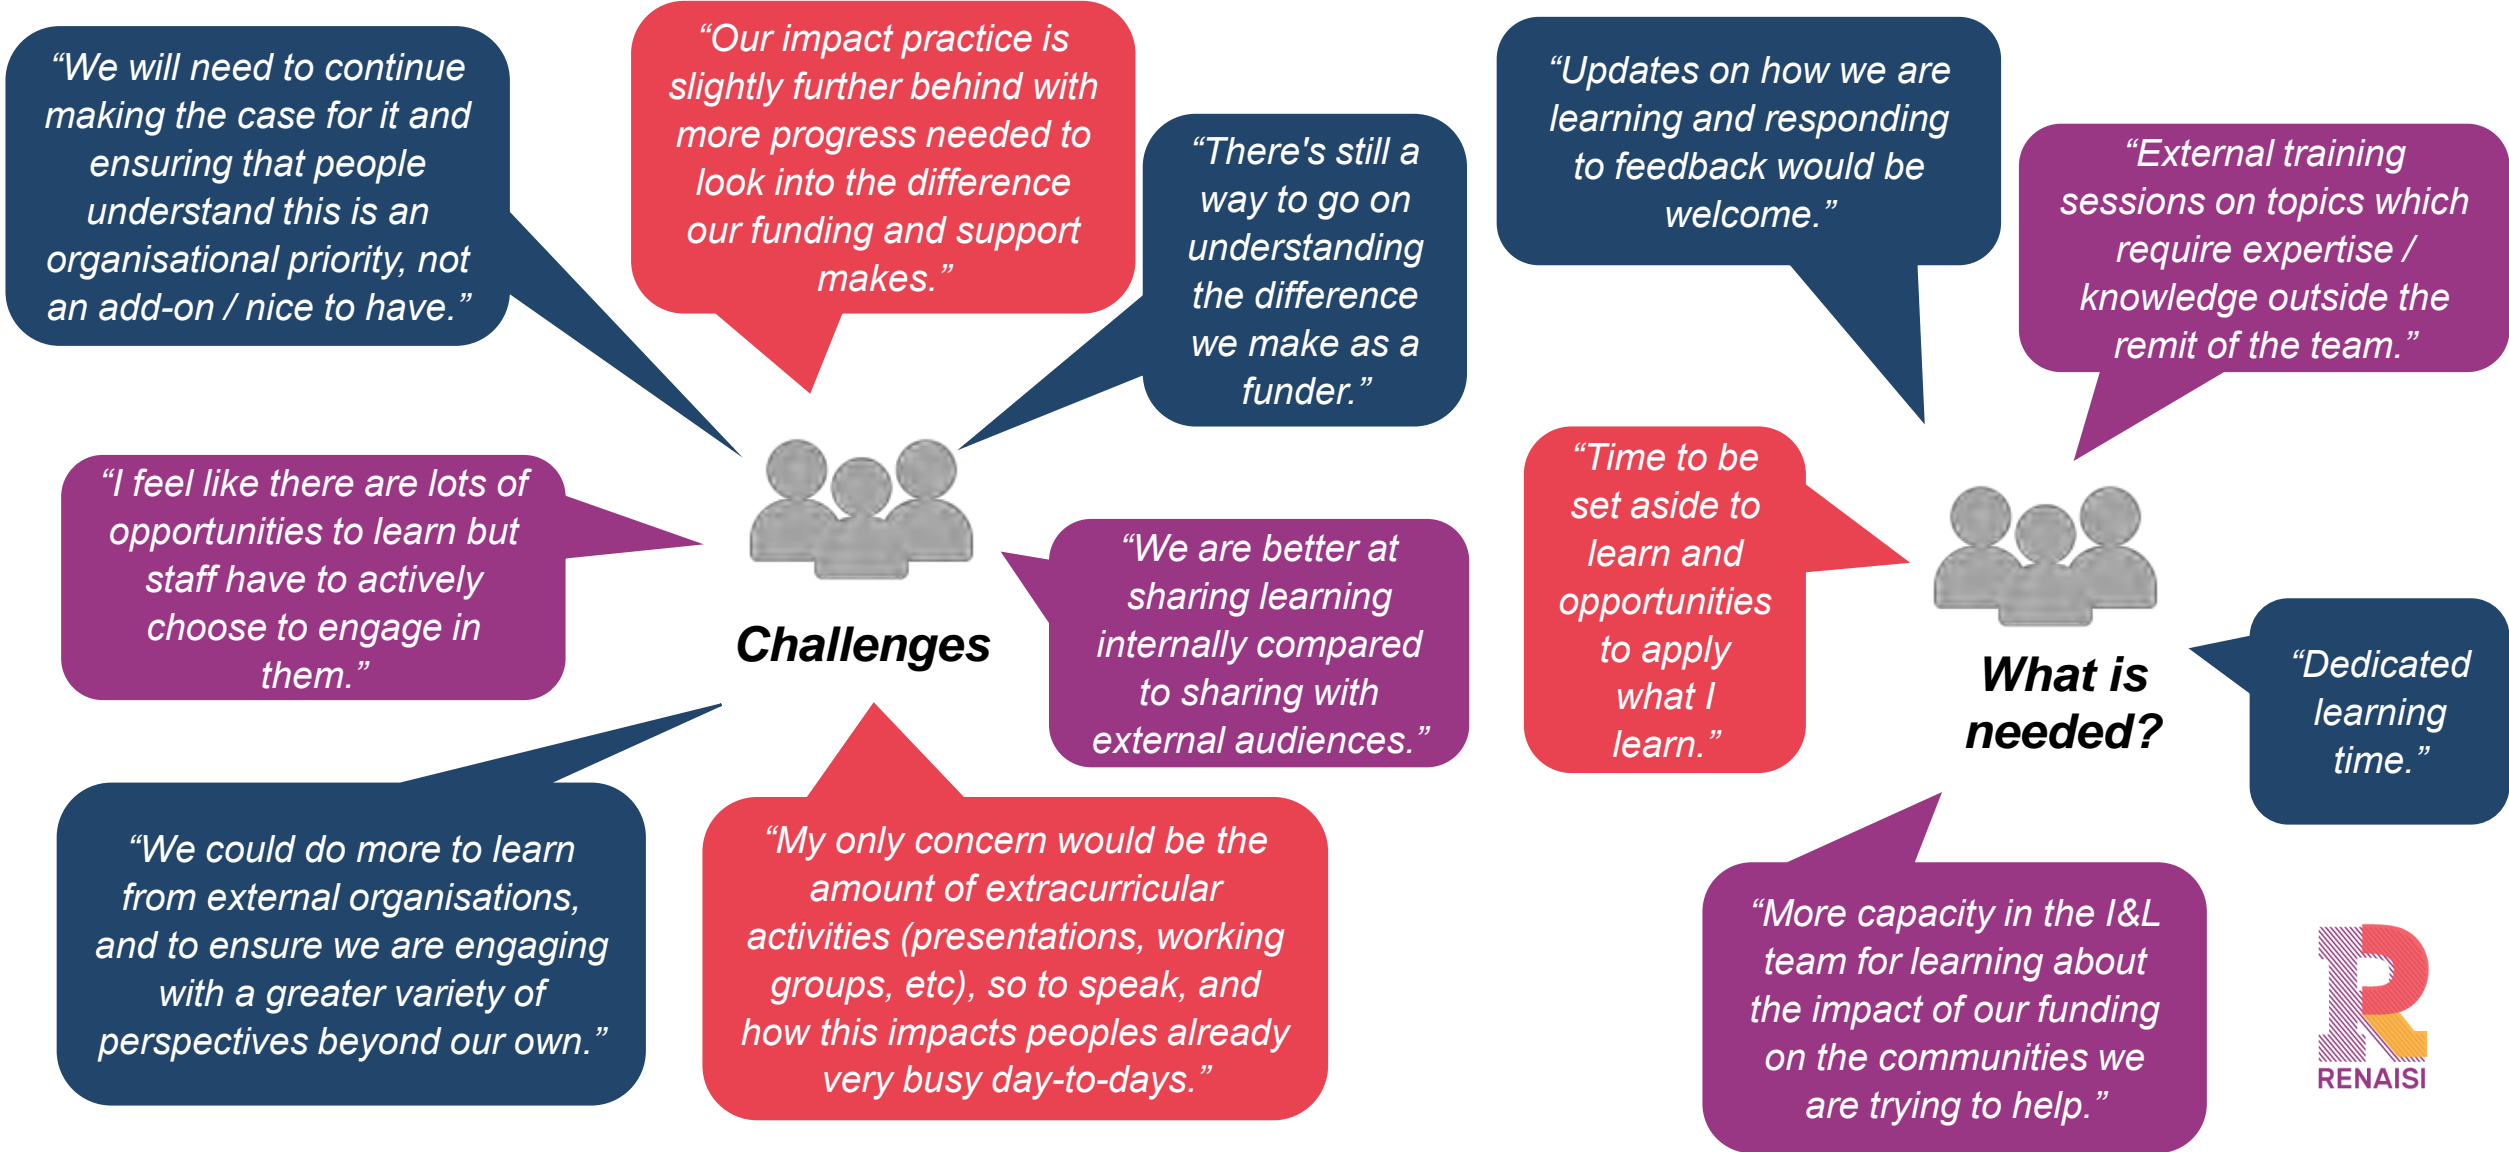 “We will need to continue
making the case for it and
ensuring that people
understand this is an
organisational priority, not
an add-on / nice to have.”
“Our impact practice is
slightly further behind with
more progress needed to
look into the difference
our funding and support
makes.”
“There's still a
way to go on
understanding
the difference
we make as a
funder.”
“I feel like there are lots of
opportunities to learn but
staff have to actively
choose to engage in
them.”
Challenges
“We are better at
sharing learning
internally compared
to sharing with
external audiences.”
“We could do more to learn
from external organisations,
and to ensure we are engaging
with a greater variety of
perspectives beyond our own.”
“My only concern would be the
amount of extracurricular
activities (presentations, working
groups, etc), so to speak, and
how this impacts peoples already
very busy day-to-days.”
“Updates on how we are
learning and responding
to feedback would be
welcome.”
“External training
sessions on topics which
require expertise /
knowledge outside the
remit of the team.”
“Time to be
set aside to
learn and
opportunities
to apply
what I
learn.”
What is
needed?
“Dedicated
learning
time.”
“More capacity in the I&L
team for learning about
the impact of our funding
on the communities we
are trying to help.”
R
RENAISI